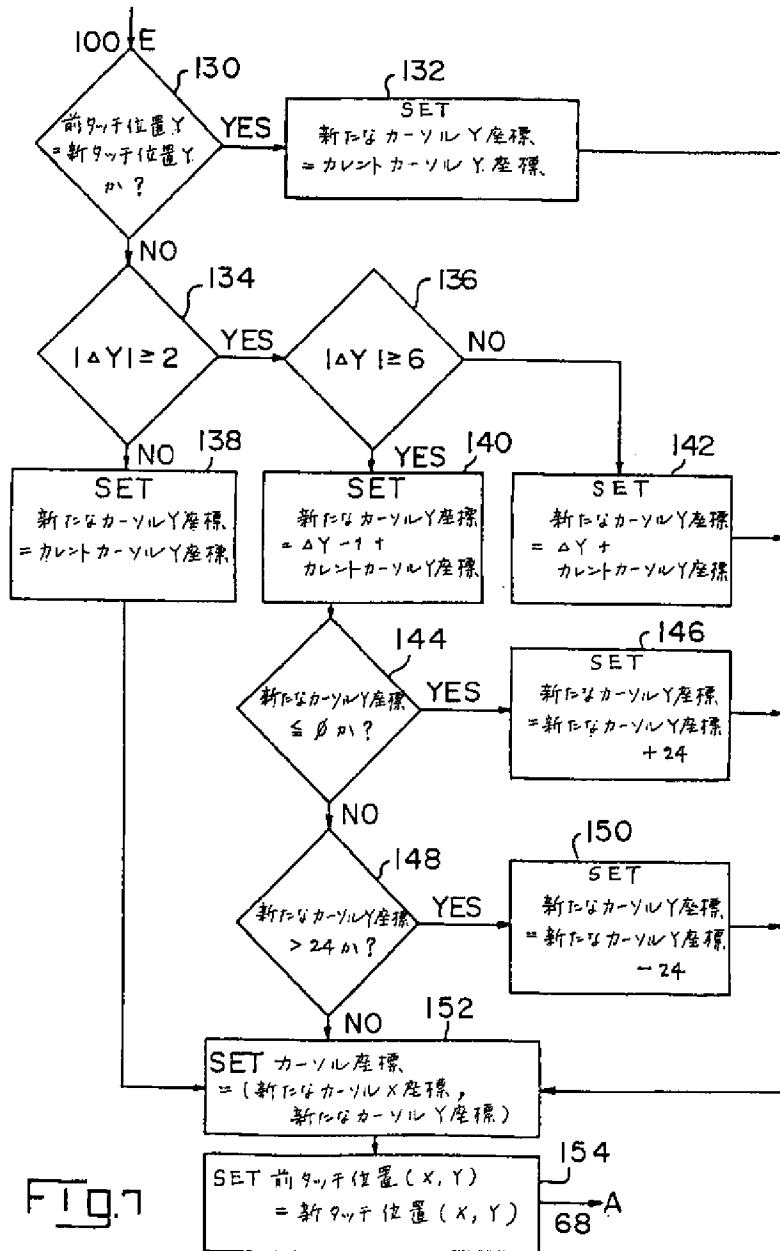 100 E
130
前タッチ位置Y
=新タッチ位置Y
か?
YES
132
SET
新たなカーソルY座標
=カレントカーソルY座標
NO
134
|△Y|≥2
YES
136
|△Y|≥6
NO
NO
138
SET
新たなカーソルY座標
=カレントカーソルY座標
YES
140
SET
新たなカーソルY座標
=△Y-1+
カレントカーソルY座標
142
SET
新たなカーソルY座標
=△Y+
カレントカーソルY座標
144
新たなカーソルY座標
≦φか?
YES
146
SET
新たなカーソルY座標
=新たなカーソルY座標
+24
NO
148
新たなカーソルY座標
>24か?
YES
150
SET
新たなカーソルY座標
=新たなカーソルY座標
-24
NO
152
SET カーソル座標
=(新たなカーソルX座標,
新たなカーソルY座標)
154
SET 前タッチ位置(X,Y)
=新タッチ位置(X,Y)
A
68
Fig.7